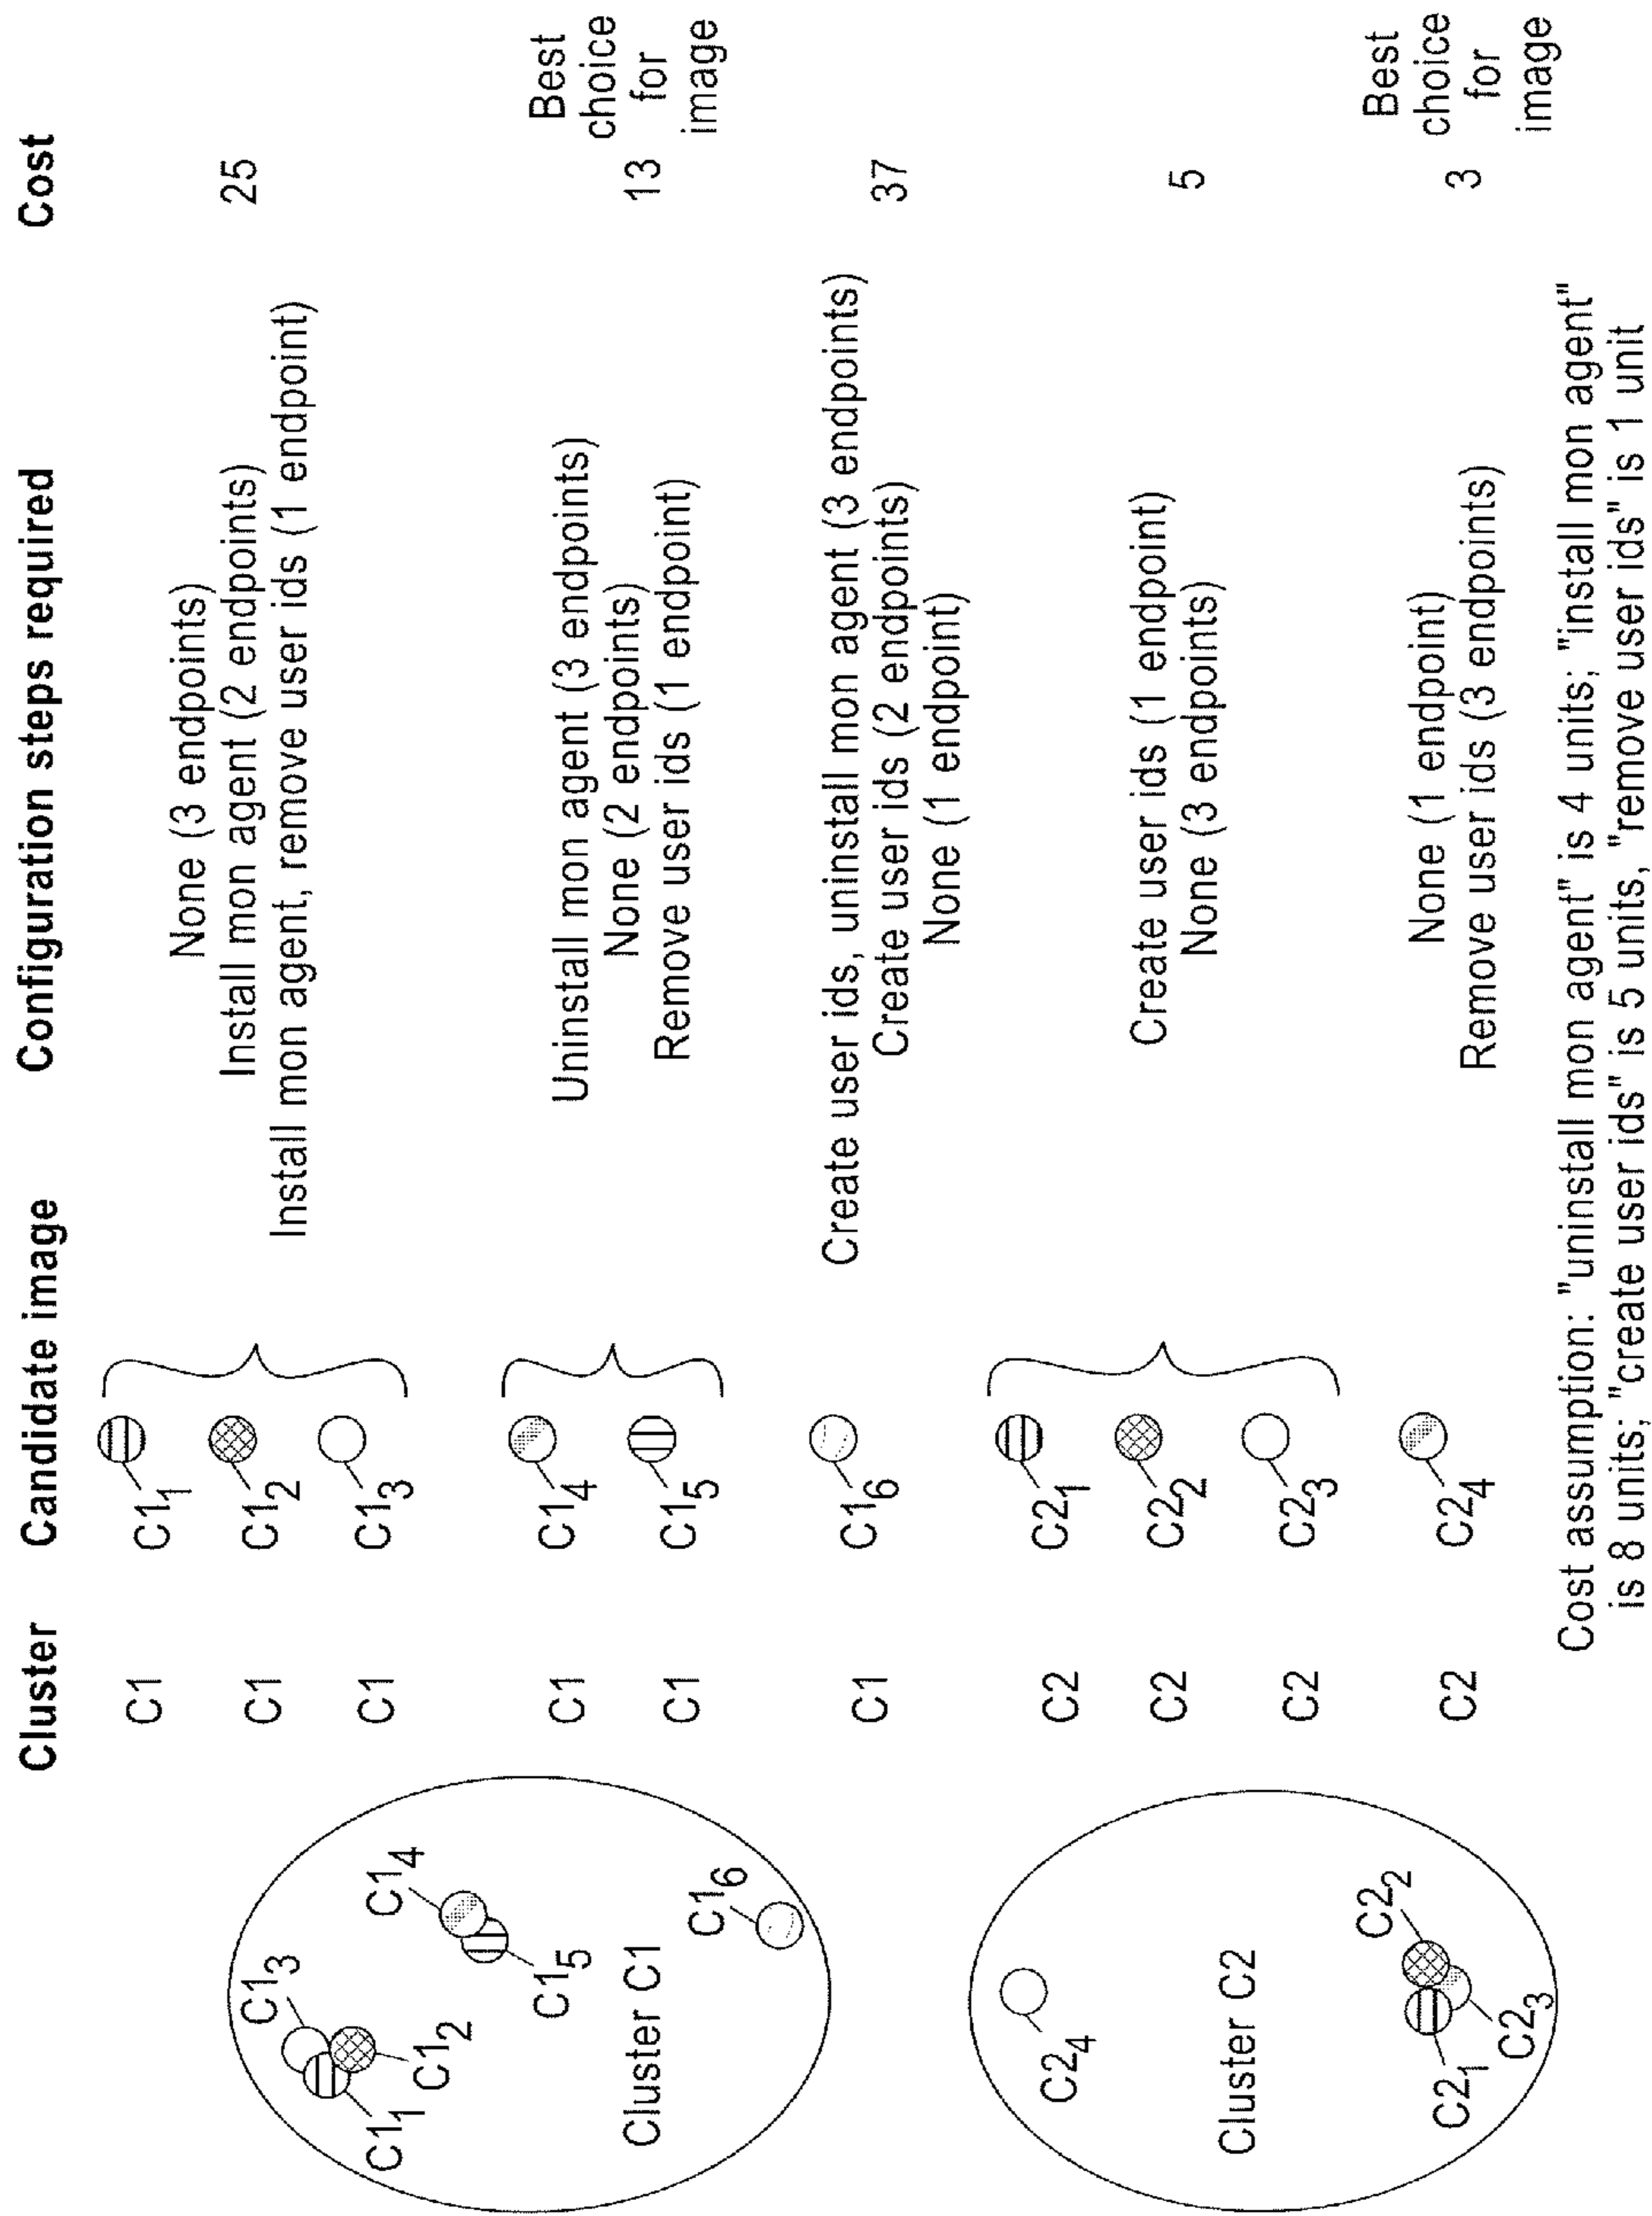 Cluster Candidate image Configuration steps required Cost
C1 C1₁
C1 C1₂
C1 C1₃
None (3 endpoints)
Install mon agent (2 endpoints)
Install mon agent, remove user ids (1 endpoint)
25
C1 C1₄
C1 C1₅
Uninstall mon agent (3 endpoints)
None (2 endpoints)
Remove user ids (1 endpoint)
13
Best
choice
for
image
C1 C1₆
Create user ids, uninstall mon agent (3 endpoints)
Create user ids (2 endpoints)
None (1 endpoint)
37
C2 C2₁
C2 C2₂
C2 C2₃
Create user ids (1 endpoint)
None (3 endpoints)
5
C2 C2₄
None (1 endpoint)
Remove user ids (3 endpoints)
3
Best
choice
for
image
C1₃
C1₁
C1₂
C1₄
C1₅
Cluster C1
C1₆
C2₄
Cluster C2
C2₂
C2₁
C2₃
Cost assumption: "uninstall mon agent" is 4 units; "install mon agent"
is 8 units; "create user ids" is 5 units, "remove user ids" is 1 unit